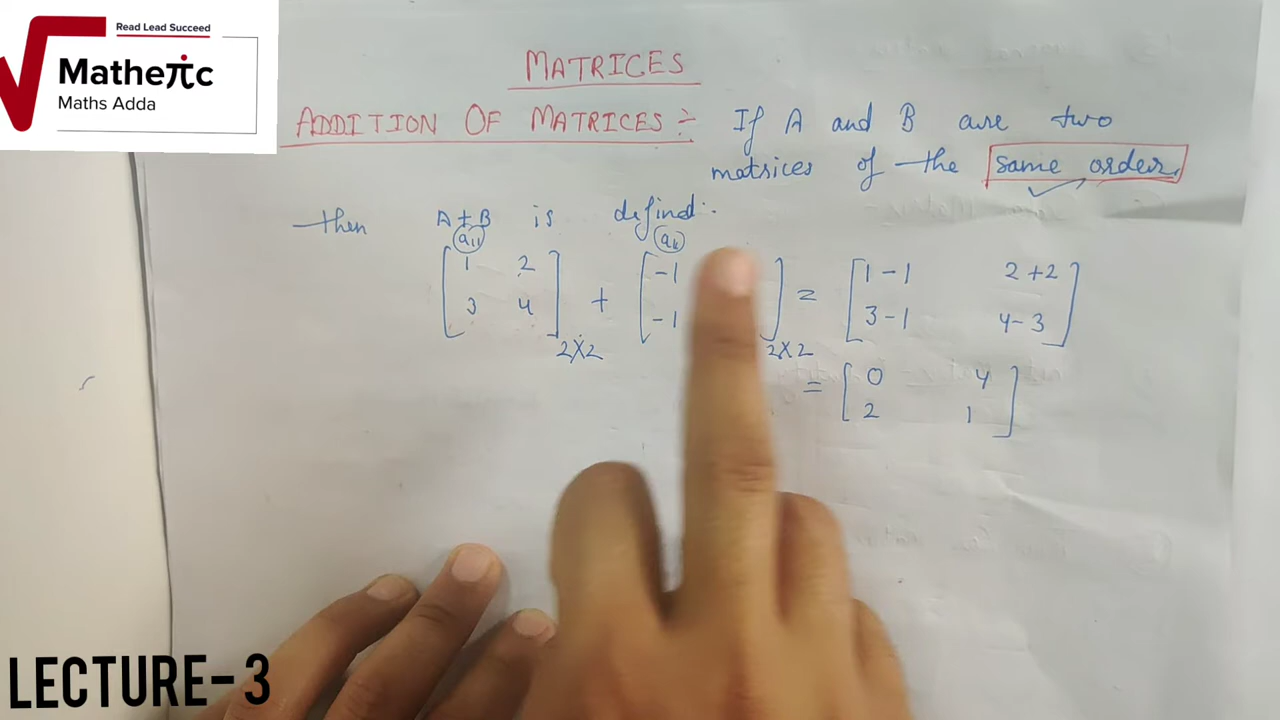 Read Lead Succeed
Matheπc
Maths Adda
MATRICES
ADDITION OF MATRICES :- If A and B are two
matrices of the same order,
then A+B is defined.
a11 a11
[1 2
3 4]2X2 + [-1
-1 ]2X2 = [1-1 2+2
3-1 4-3]
= [0 4
2 1]
LECTURE-3